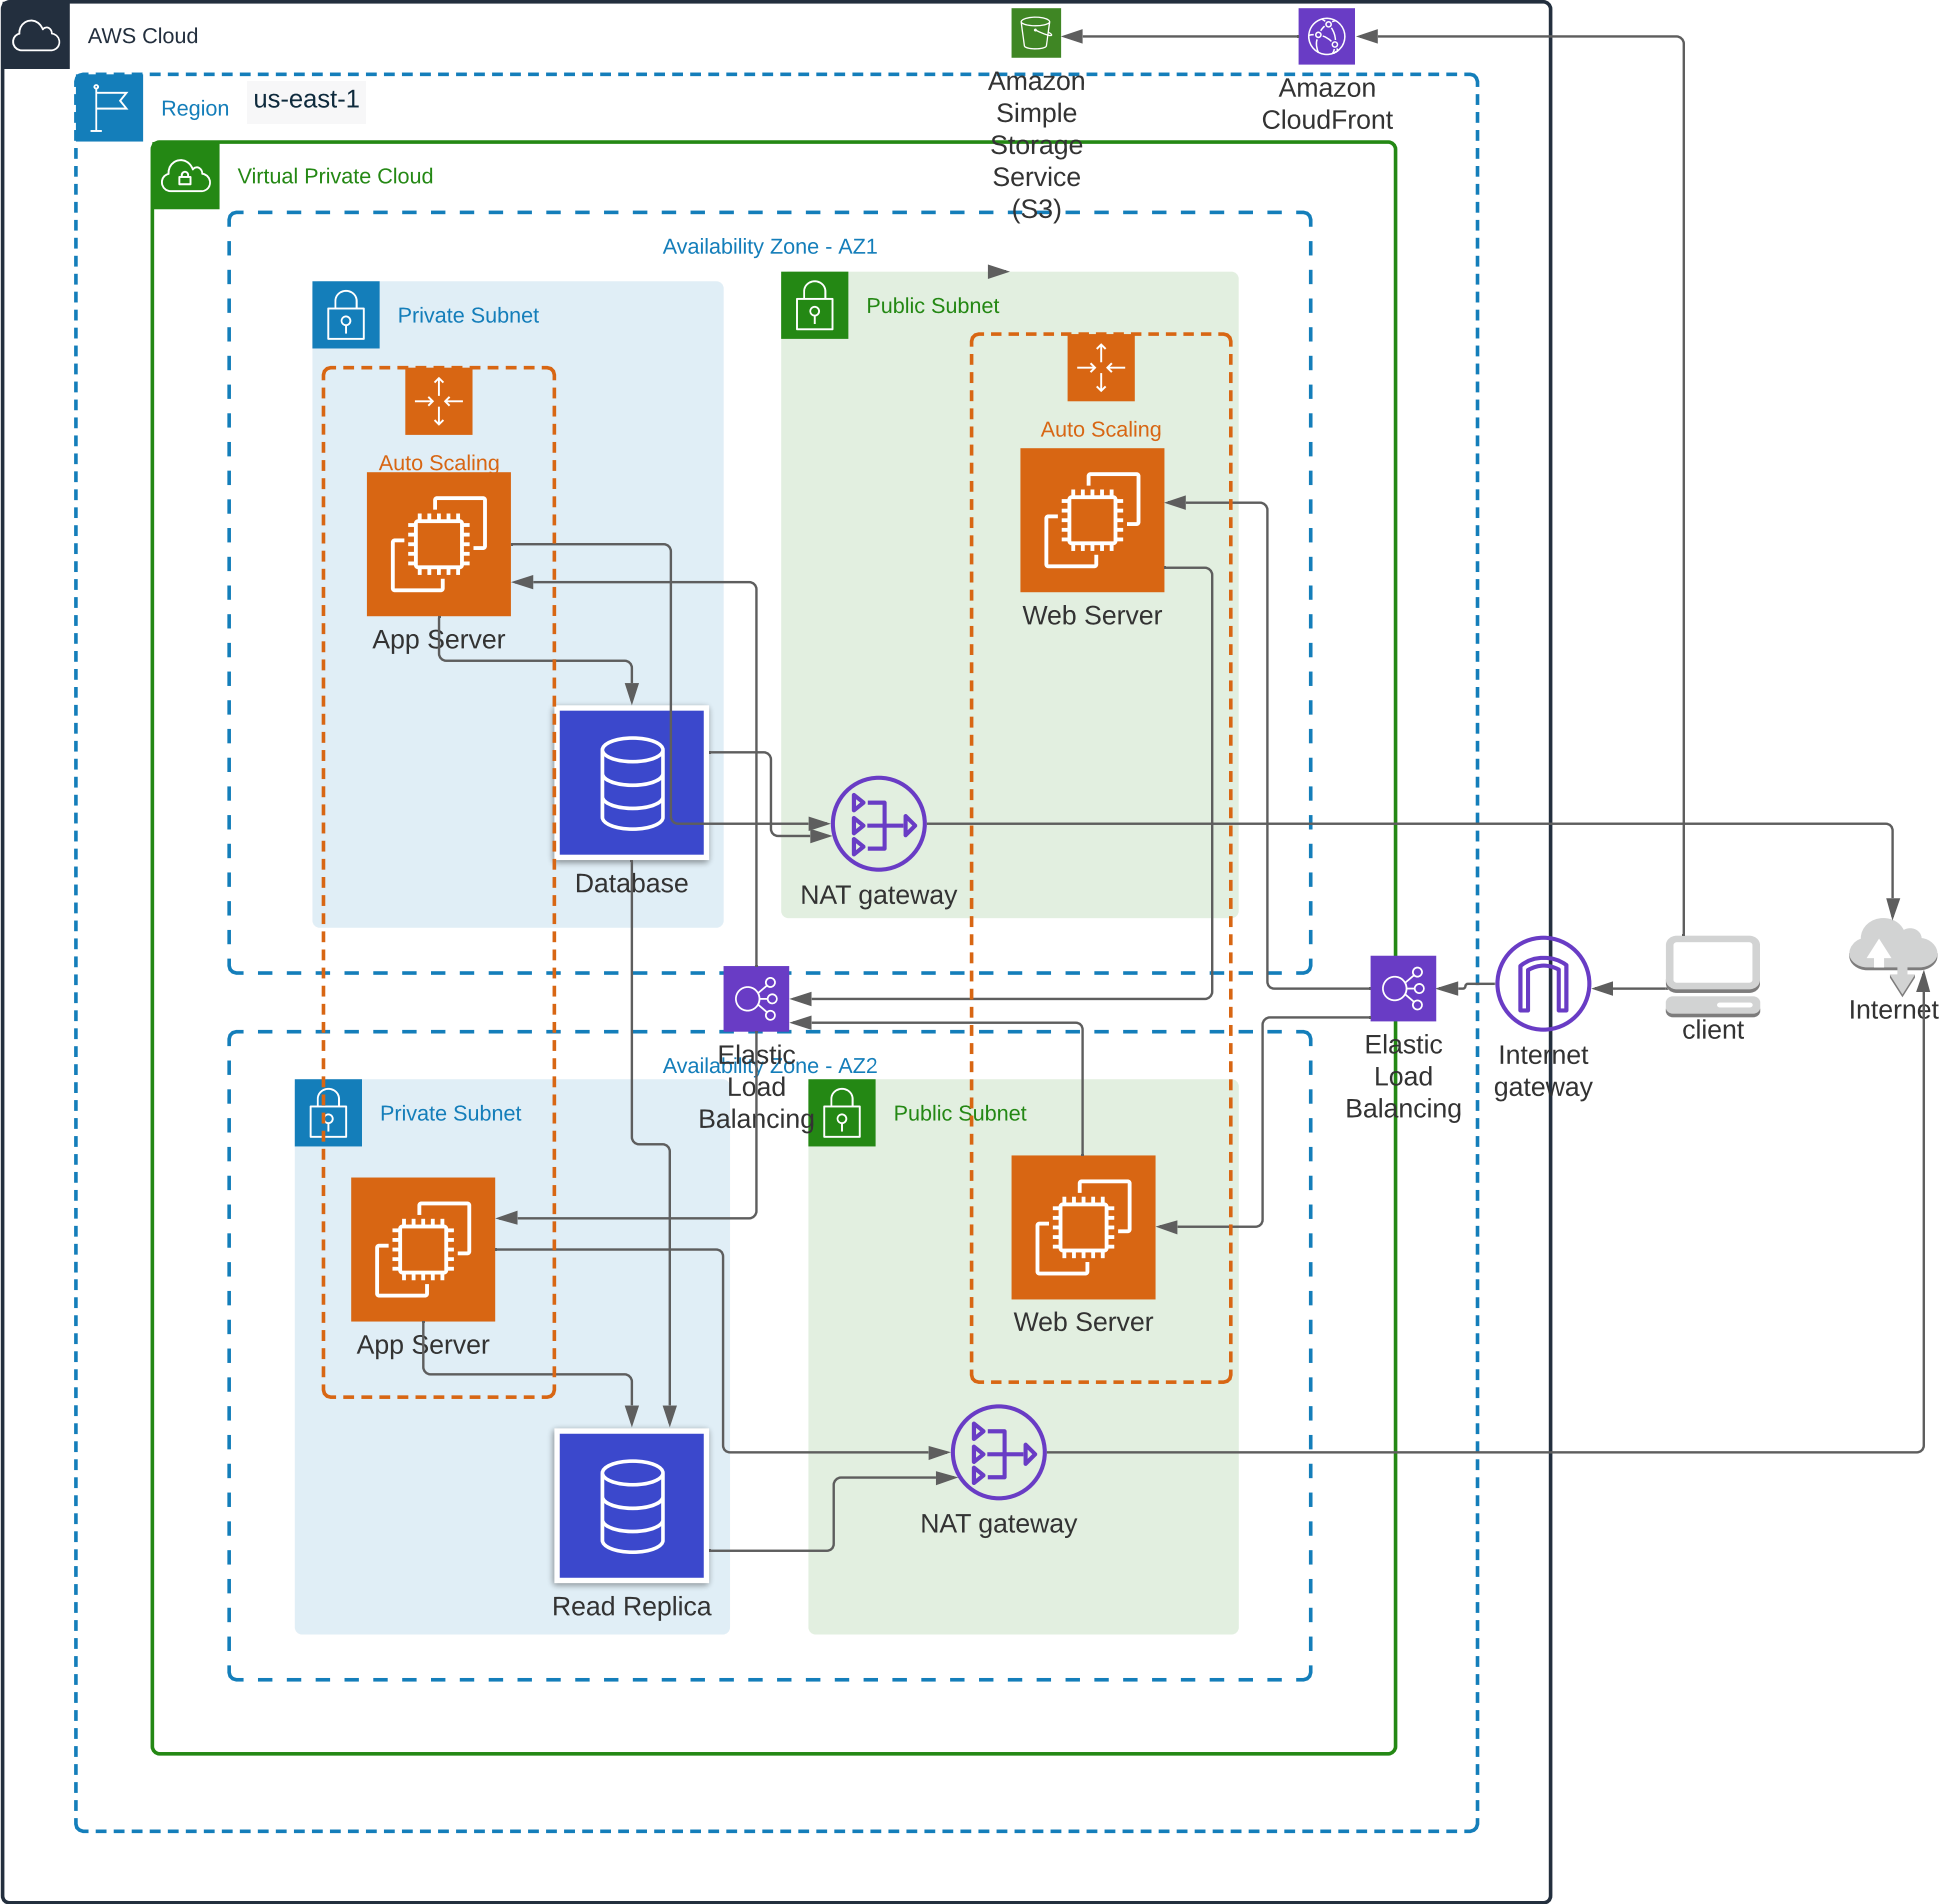 AWS Cloud
Region
us-east-1
Amazon
Simple
Storage
Service
(S3)
Amazon
CloudFront
Virtual Private Cloud
Availability Zone - AZ1
Private Subnet
Public Subnet
Auto Scaling
Auto Scaling
App Server
Web Server
Database
NAT gateway
Elastic
Load
Balancing
Elastic
Load
Balancing
Internet
gateway
client
Internet
Availability Zone - AZ2
Private Subnet
Public Subnet
App Server
Web Server
NAT gateway
Read Replica